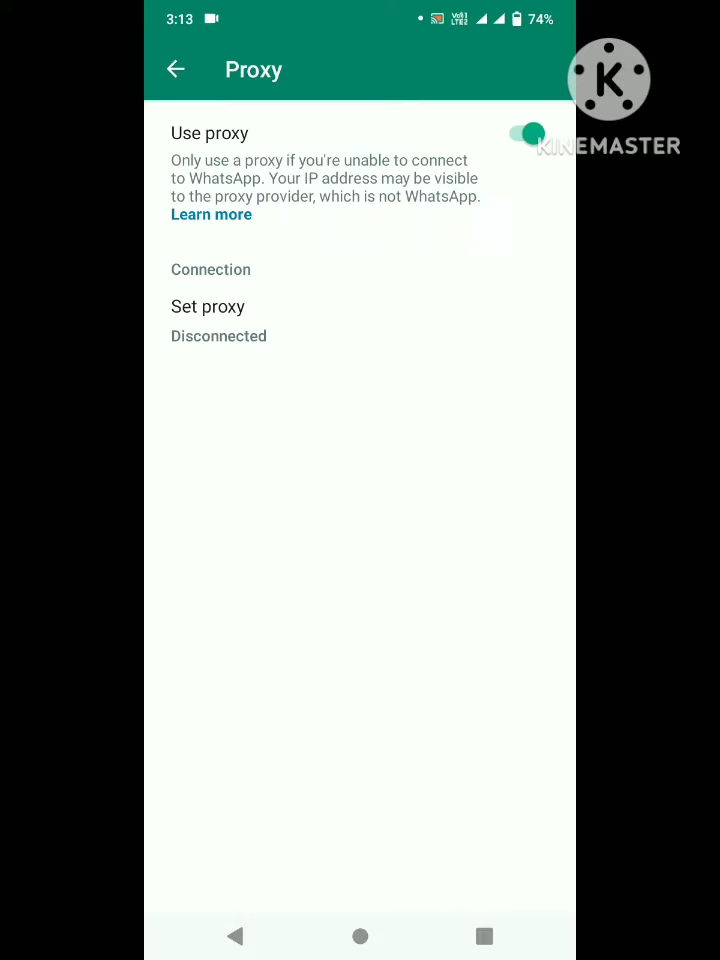 3:13
Vo1)
LTE2
74%
Proxy
K
KINEMASTER
Use proxy
Only use a proxy if you're unable to connect
to WhatsApp. Your IP address may be visible
to the proxy provider, which is not WhatsApp.
Learn more
Connection
Set proxy
Disconnected